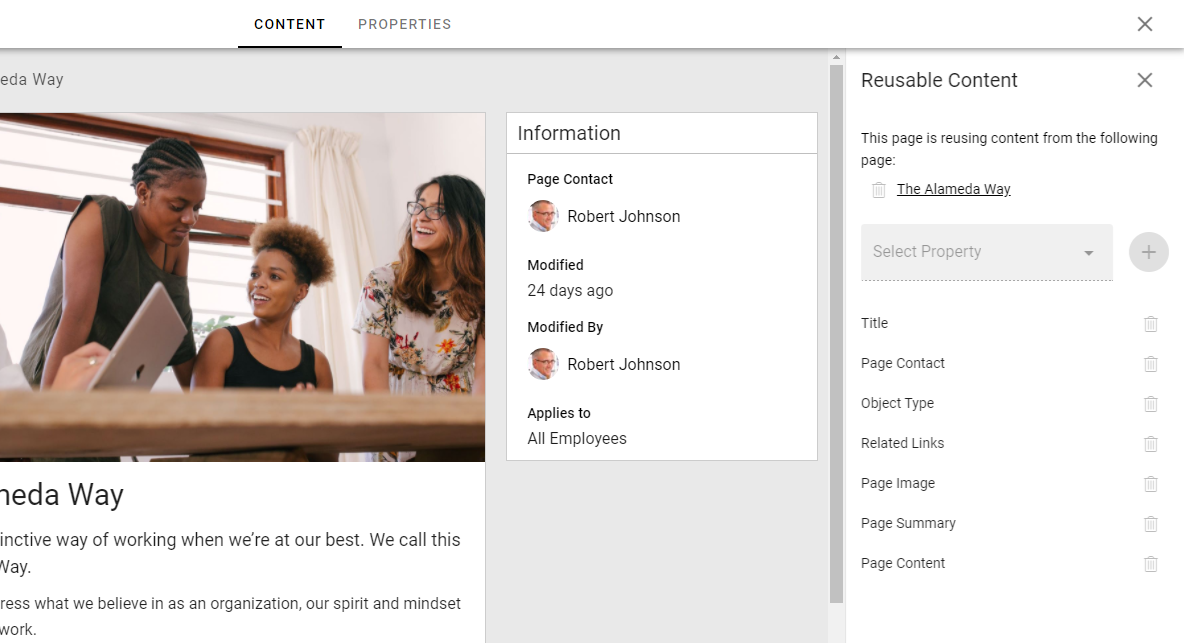 CONTENT
PROPERTIES
eda Way
Information
Page Contact
Robert Johnson
Modified
24 days ago
Modified By
Robert Johnson
Applies to
All Employees
neda Way
inctive way of working when we’re at our best. We call this
Way.
ress what we believe in as an organization, our spirit and mindset
work.
Reusable Content
This page is reusing content from the following
page:
The Alameda Way
Select Property
Title
Page Contact
Object Type
Related Links
Page Image
Page Summary
Page Content